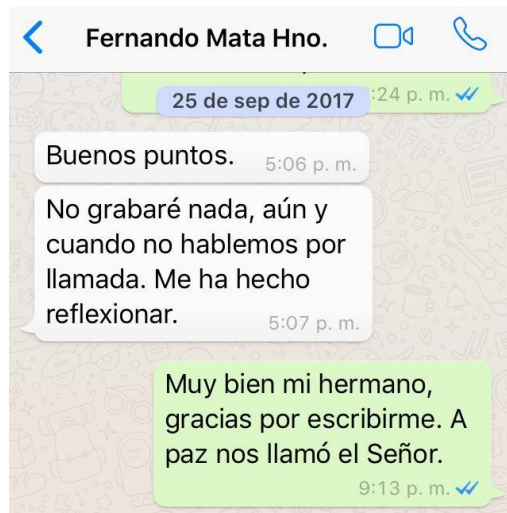 Fernando Mata Hno.
:24 p. m.
25 de sep de 2017
Buenos puntos.
5:06 p. m.
No grabaré nada, aún y
cuando no hablemos por
llamada. Me ha hecho
reflexionar.
5:07 p. m.
Muy bien mi hermano,
gracias por escribirme. A
paz nos llamó el Señor.
9:13 p. m.